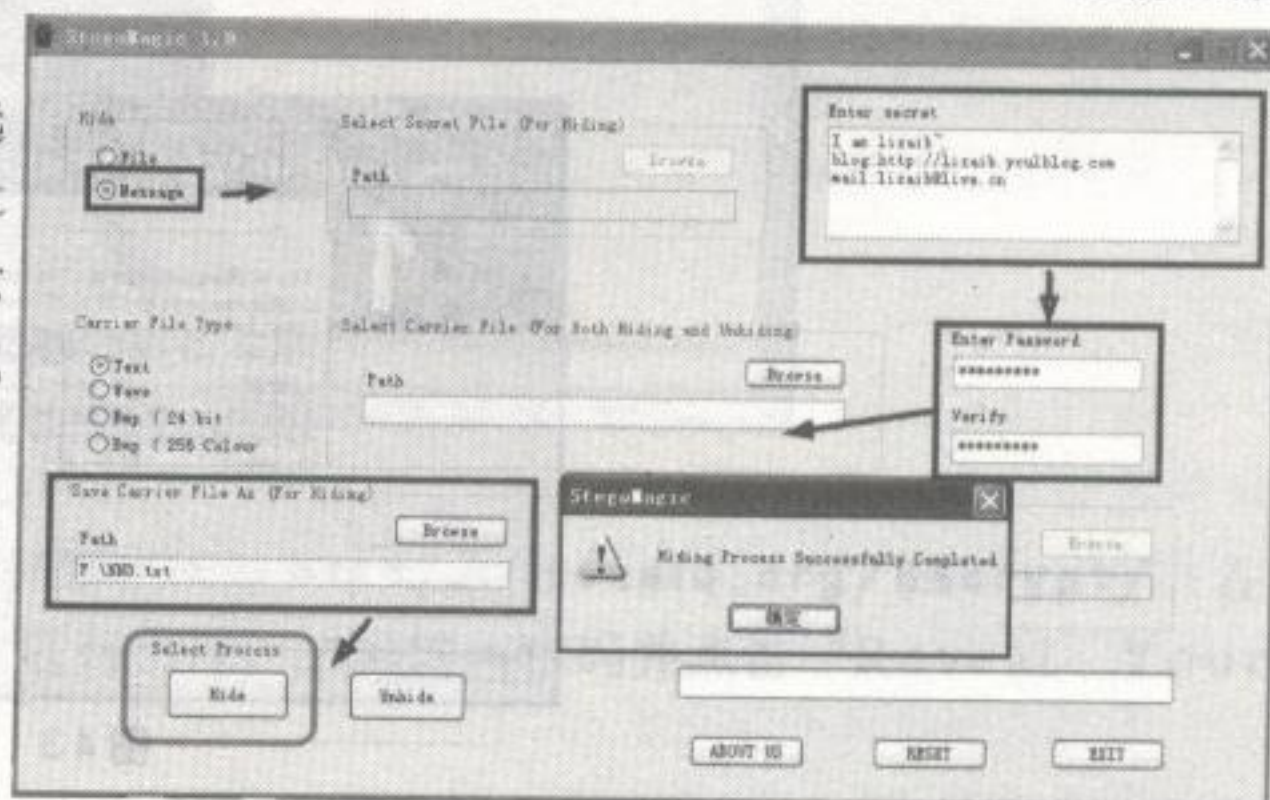 StegoMagic 1.0
Hide
File
Message
Select Secret File (For Hiding)
Browse
Path
Enter secret
I am lizaib~
blog:http://lizaib.youlblog.com
mail:lizaib@live.cn
Carrier File Type
Text
Wave
Bmp ( 24 bit
Bmp ( 256 Colour
Select Carrier File (For Both Hiding and Unhiding)
Browse
Path
Enter Password
*********
Verify
*********
Save Carrier File As (For Hiding)
Browse
Path
Browse
StegoMagic
Hiding Process Successfully Completed
确定
Select Process
Hide
Unhide
ABOUT US
RESET
EXIT